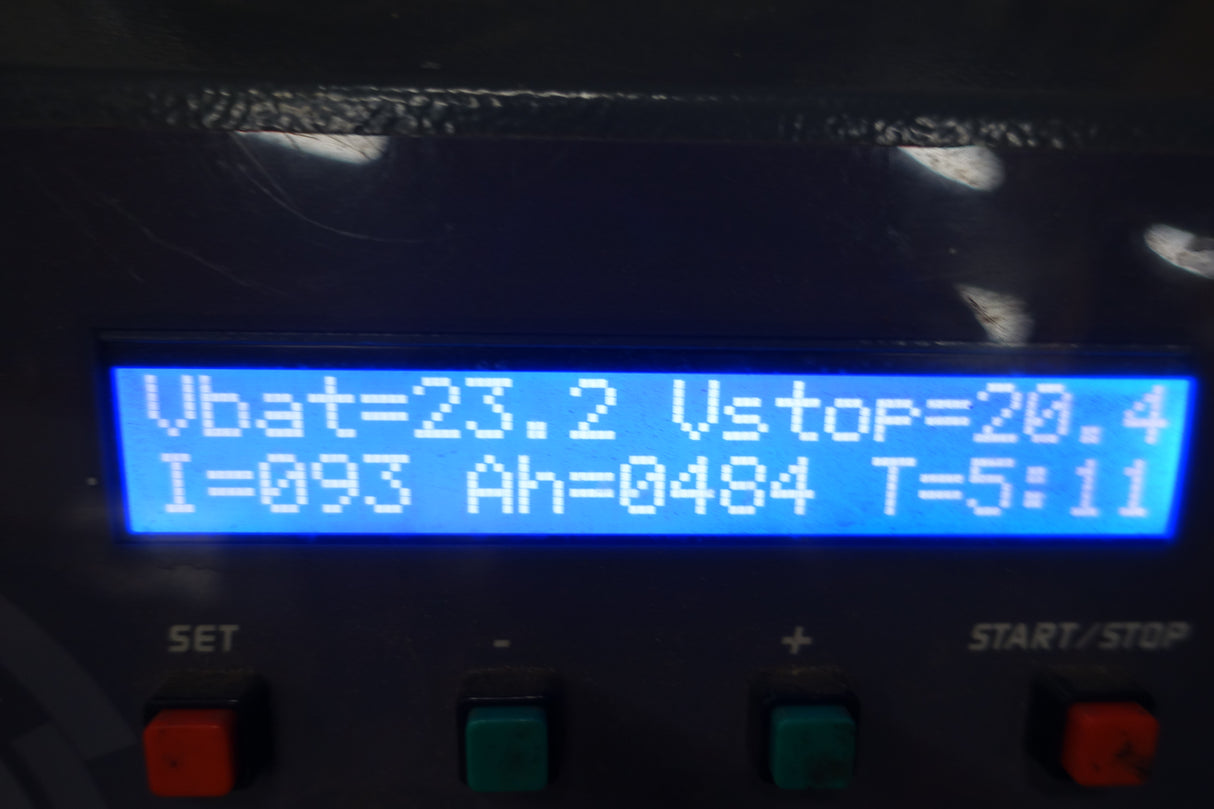 Vbat=23.2 Vstop=20.4
I=093 Ah=0484 T=5:11
SET - + START/STOP